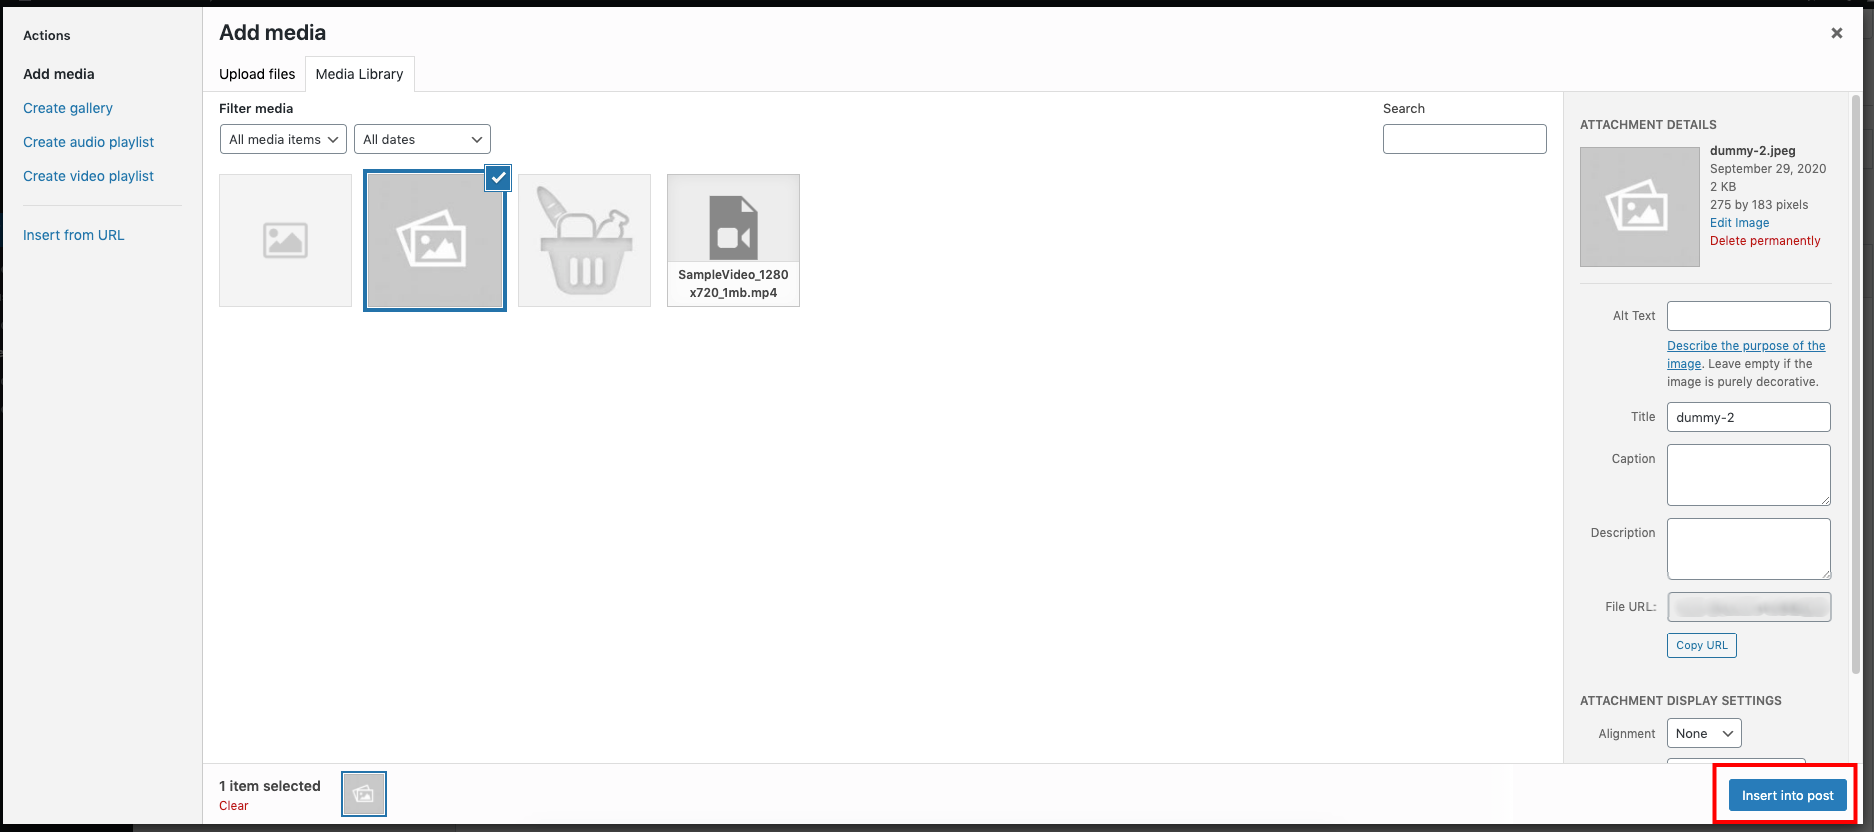 Actions
Add media
Create gallery
Create audio playlist
Create video playlist
Insert from URL
Add media
Upload files
Media Library
Filter media
All media items
All dates
Search
SampleVideo_1280
x720_1mb.mp4
ATTACHMENT DETAILS
dummy-2.jpeg
September 29, 2020
2 KB
275 by 183 pixels
Edit Image
Delete permanently
Alt Text
Describe the purpose of the
image. Leave empty if the
image is purely decorative.
Title
dummy-2
Caption
Description
File URL:
Copy URL
ATTACHMENT DISPLAY SETTINGS
Alignment
None
1 item selected
Clear
Insert into post